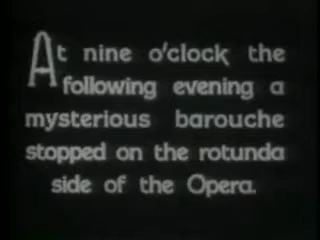 At nine o'clock the
following evening a
mysterious barouche
stopped on the rotunda
side of the Opera.